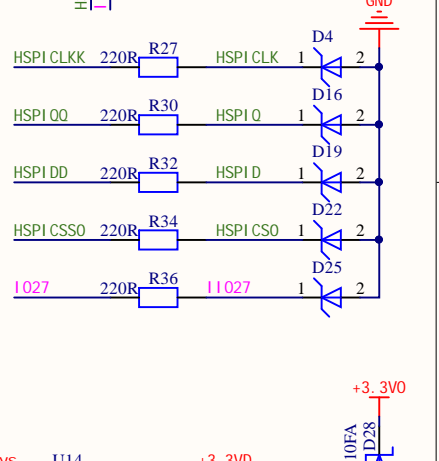 GND
D4
HSPICLKK 220R R27 HSPICLK 1 2
D16
HSPIQQ 220R R30 HSPIQ 1 2
D19
HSPIDD 220R R32 HSPID 1 2
D22
HSPICSSO 220R R34 HSPICSO 1 2
D25
IO27 220R R36 IIO27 1 2
+3.3VO
10FA
D28
U14
+3.3VD